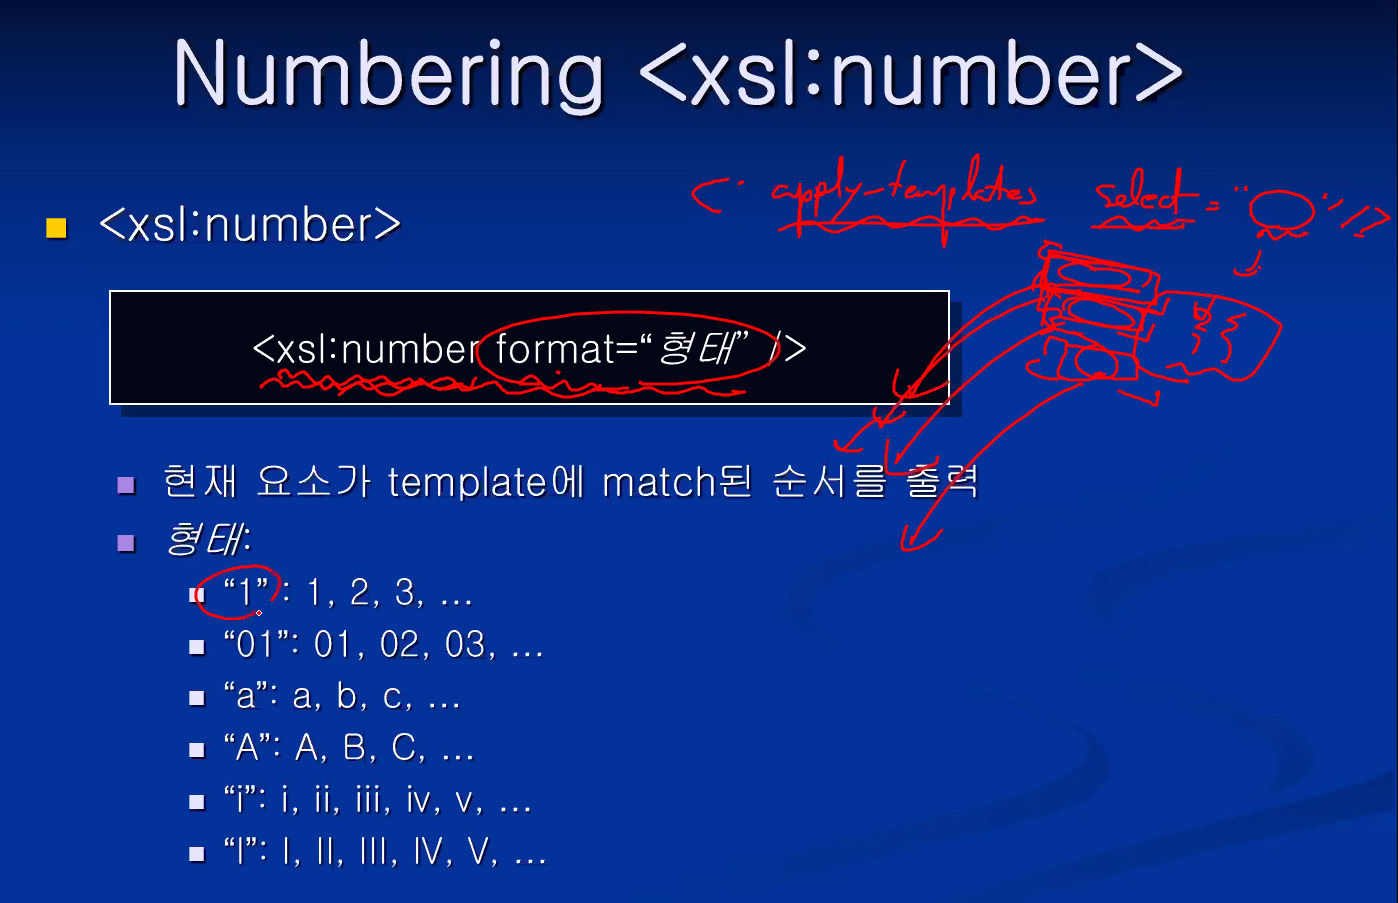 Numbering <xsl:number>
< apply-templates select = " " />
<xsl:number>
<xsl:number format=“형태” />
현재 요소가 template에 match된 순서를 출력
형태:
“1” : 1, 2, 3, ...
“01”: 01, 02, 03, ...
“a”: a, b, c, ...
“A”: A, B, C, ...
“i”: i, ii, iii, iv, v, ...
“I”: I, II, III, IV, V, ...